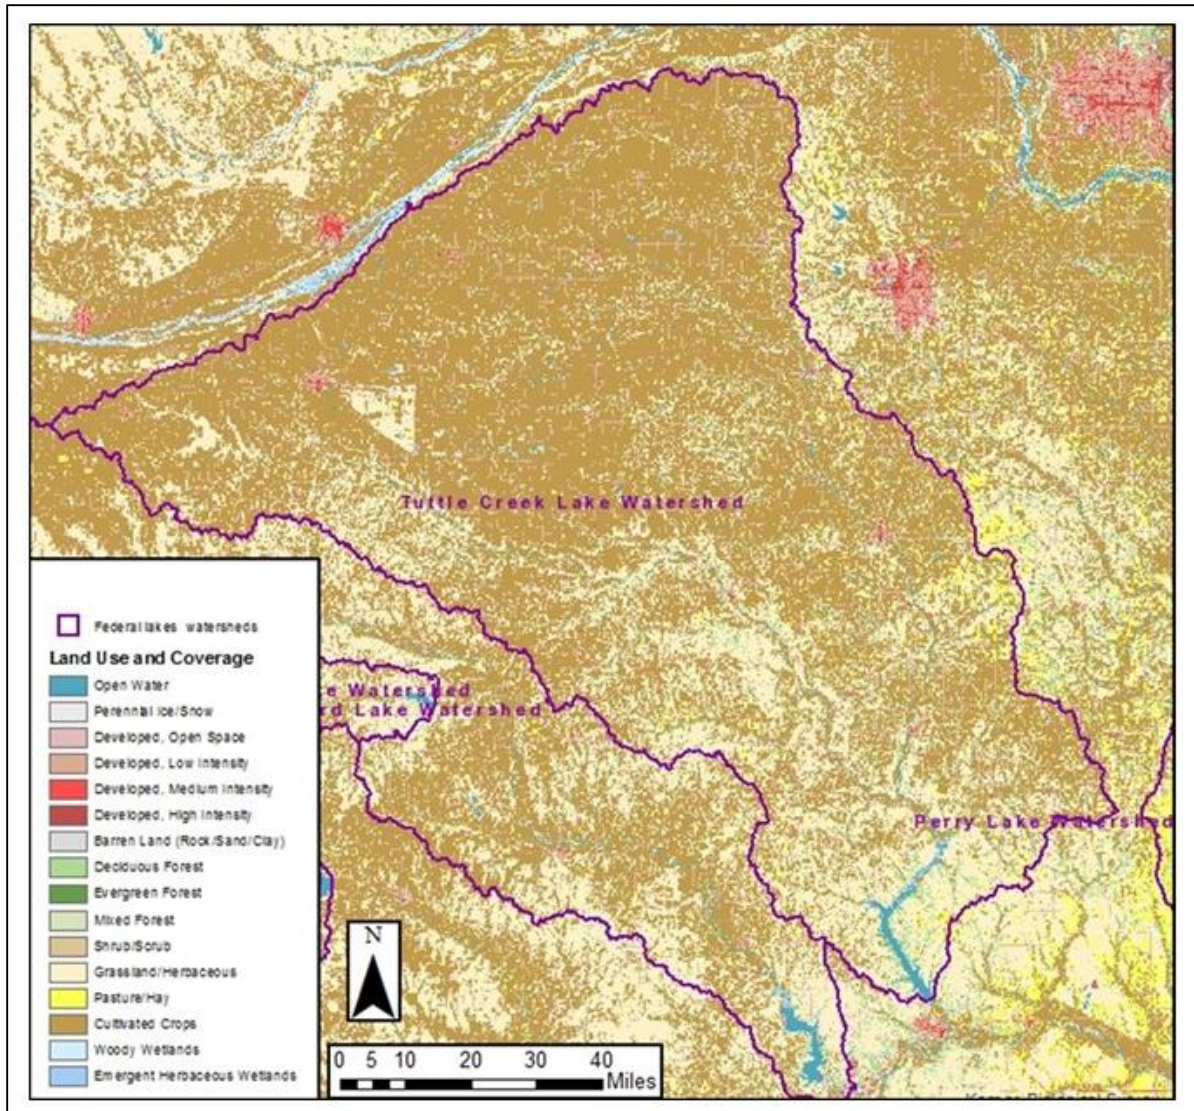 Tuttle Creek Lake Watershed
e Watershed
rd Lake Watershed
Perry Lake Watershed
Federal lakes watersheds
Land Use and Coverage
Open Water
Perennial Ice/Snow
Developed, Open Space
Developed, Low Intensity
Developed, Medium Intensity
Developed, High Intensity
Barren Land (Rock/Sand/Clay)
Deciduous Forest
Evergreen Forest
Mixed Forest
Shrub/Scrub
Grassland/Herbaceous
Pasture/Hay
Cultivated Crops
Woody Wetlands
Emergent Herbaceous Wetlands
N
0 5 10 20 30 40
Miles